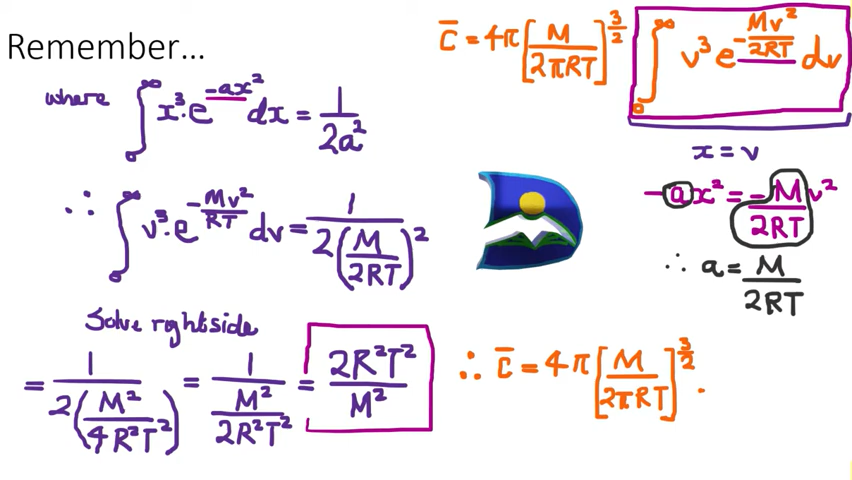 Remember...
c̄ = 4π[M/2πRT]^3/2 ∫₀^∞ v³ e^(-Mv²/2RT) dv
where ∫₀^∞ x³·e^(-ax²) dx = 1/2a²
x = v
-ax² = -M/2RT v²
∴ a = M/2RT
∴ ∫₀^∞ v³·e^(-Mv²/RT) dv = 1/2(M/2RT)²
Solve rightside
= 1/2(M²/4R²T²) = 1/(M²/2R²T²) = 2R²T²/M²
∴ c̄ = 4π[M/2πRT]^3/2 .